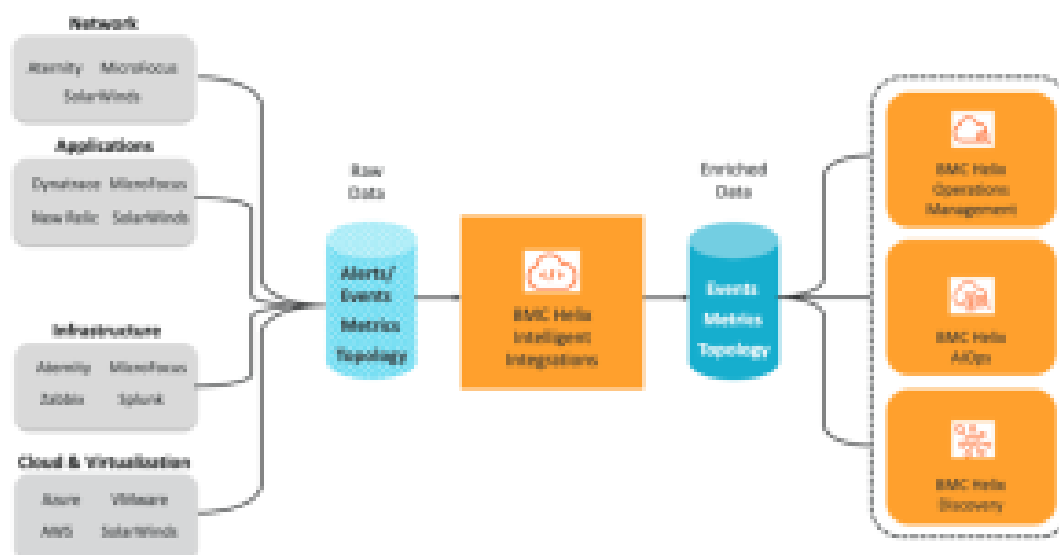 Network
Aternity MicroFocus
SolarWinds
Applications
Dynatrace MicroFocus
New Relic SolarWinds
Infrastructure
Aternity MicroFocus
Zabbix Splunk
Cloud & Virtualization
Azure VMware
AWS SolarWinds
Raw
Data
Alerts/
Events
Metrics
Topology
BMC Helix
Intelligent
Integrations
Enriched
Data
Events
Metrics
Topology
BMC Helix
Operations
Management
BMC Helix
AIOps
BMC Helix
Discovery